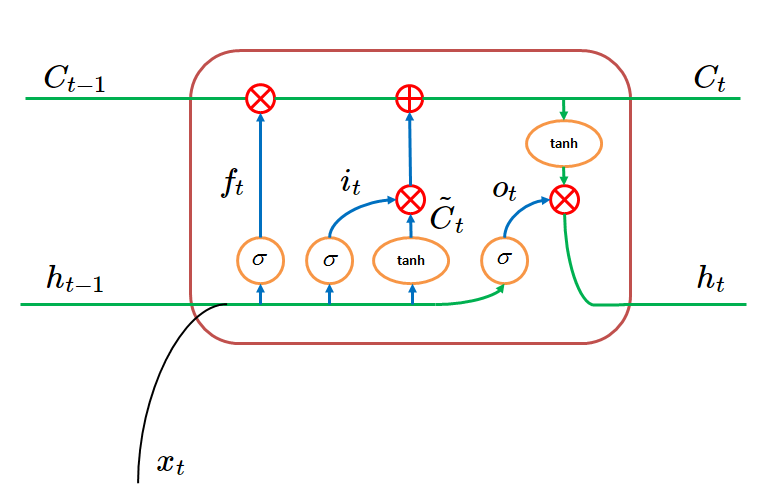 C_{t−1} C_t
tanh
f_t i_t o_t
C̃_t
σ σ tanh σ
h_{t−1} h_t
x_t